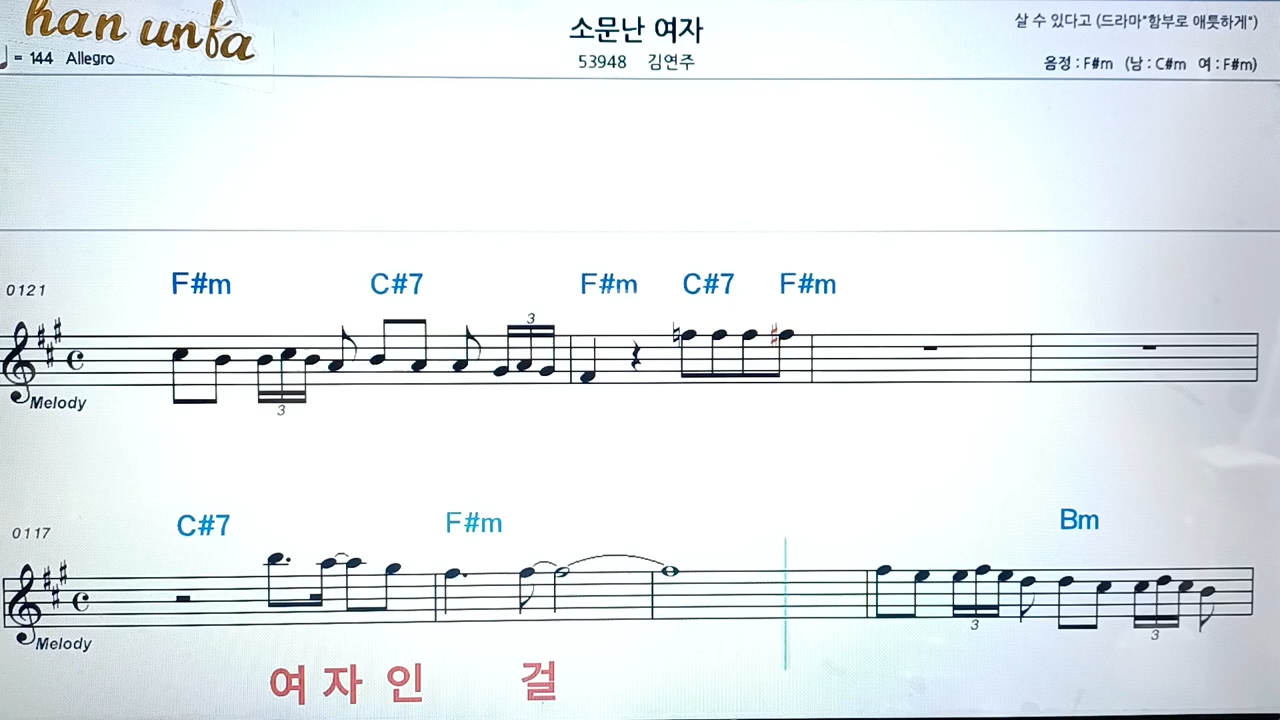 han unfa
살 수 있다고 (드라마"함부로 애틋하게")
소문난 여자
♩ = 144 Allegro
53948 김연주
음정 : F#m (남 : C#m 여 : F#m)
F#m C#7 F#m C#7 F#m
0121
3
3
Melody
C#7 F#m Bm
0117
3
3
Melody
여 자 인 걸